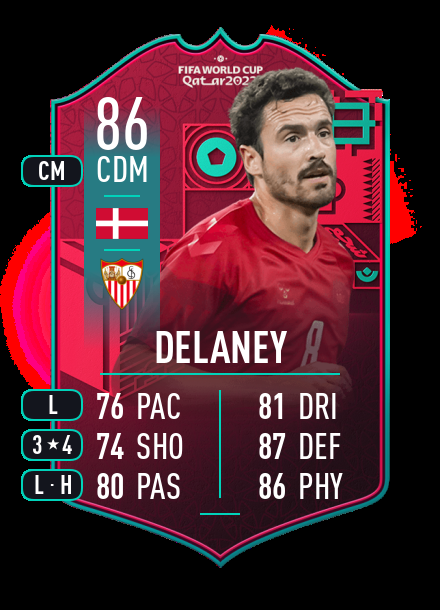 FIFA WORLD CUP
Qatar2022
86
CDM
CM
DELANEY
8
L
3★4
L · H
76 PAC
74 SHO
80 PAS
81 DRI
87 DEF
86 PHY